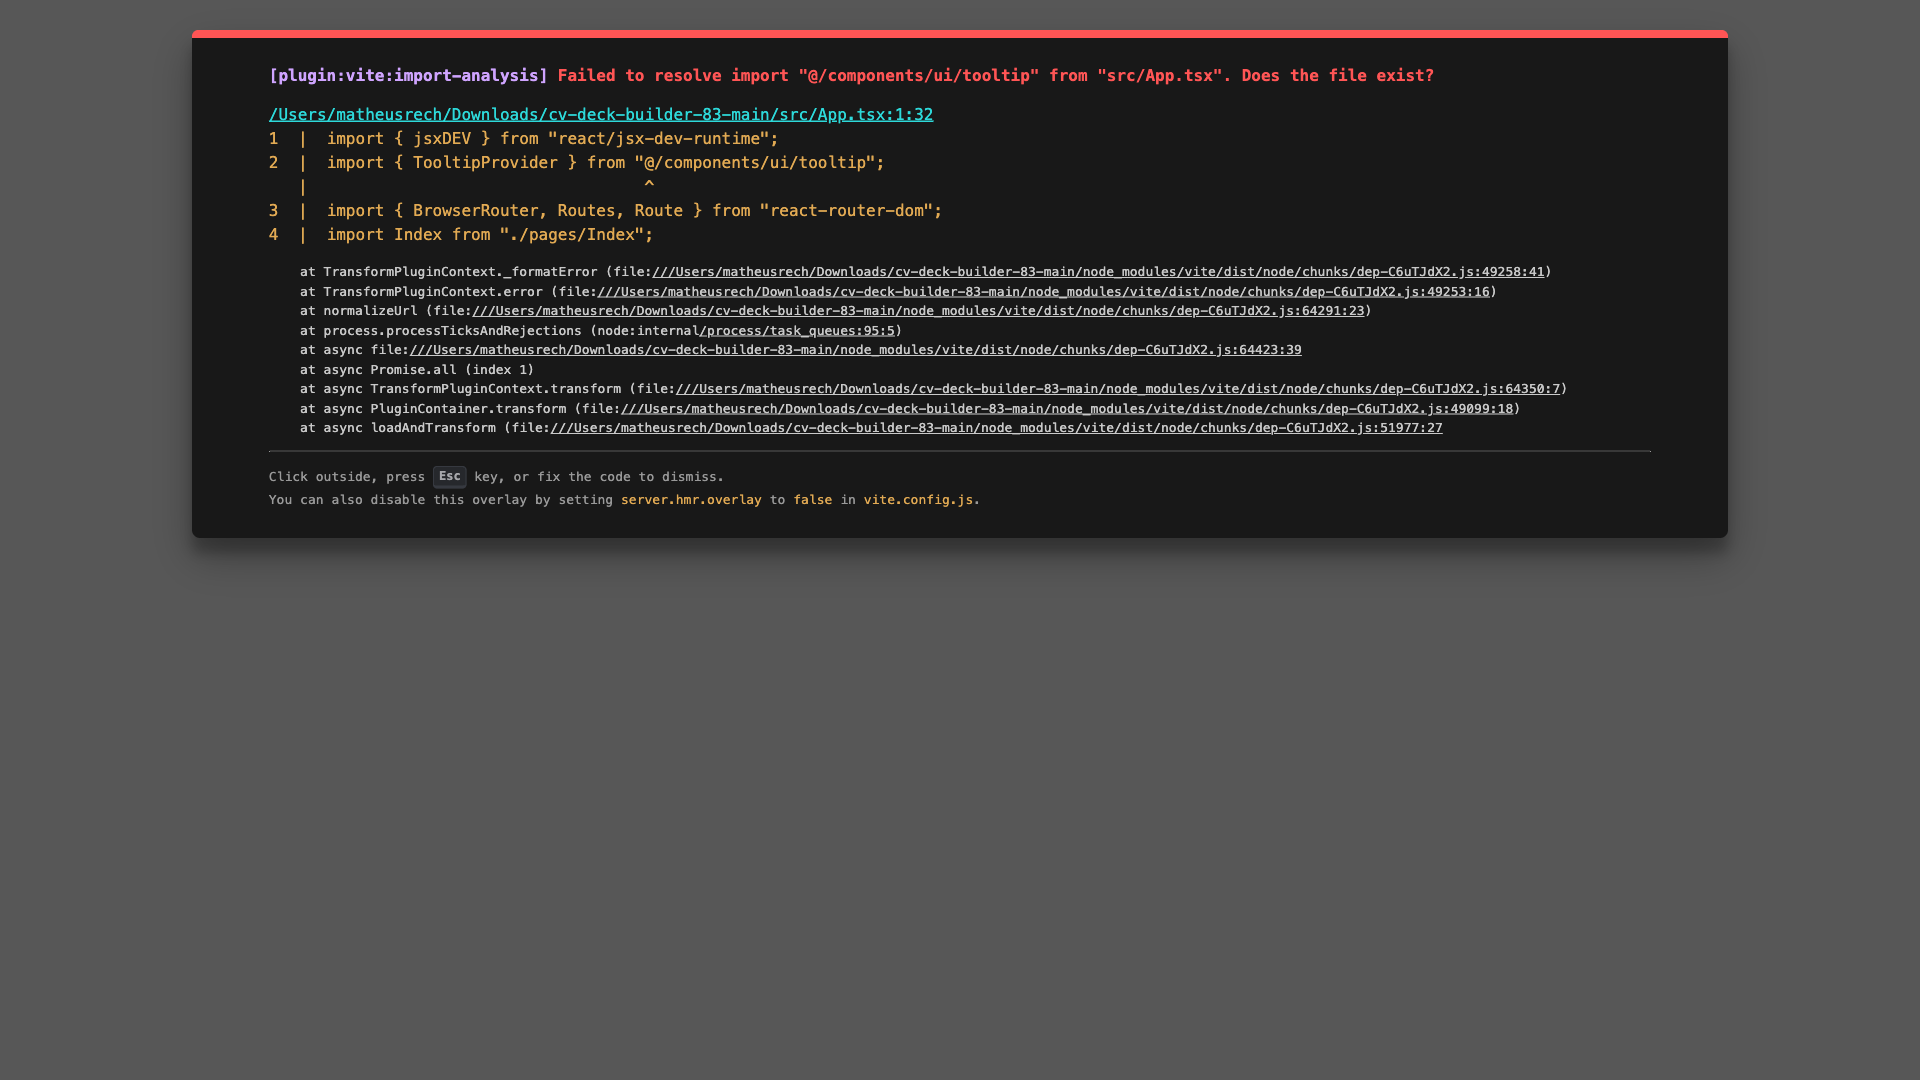 [plugin:vite:import-analysis] Failed to resolve import "@/components/ui/tooltip" from "src/App.tsx". Does the file exist?
/Users/matheusrech/Downloads/cv-deck-builder-83-main/src/App.tsx:1:32
1  |  import { jsxDEV } from "react/jsx-dev-runtime";
2  |  import { TooltipProvider } from "@/components/ui/tooltip";
   |                                   ^
3  |  import { BrowserRouter, Routes, Route } from "react-router-dom";
4  |  import Index from "./pages/Index";
    at TransformPluginContext._formatError (file:///Users/matheusrech/Downloads/cv-deck-builder-83-main/node_modules/vite/dist/node/chunks/dep-C6uTJdX2.js:49258:41)
    at TransformPluginContext.error (file:///Users/matheusrech/Downloads/cv-deck-builder-83-main/node_modules/vite/dist/node/chunks/dep-C6uTJdX2.js:49253:16)
    at normalizeUrl (file:///Users/matheusrech/Downloads/cv-deck-builder-83-main/node_modules/vite/dist/node/chunks/dep-C6uTJdX2.js:64291:23)
    at process.processTicksAndRejections (node:internal/process/task_queues:95:5)
    at async file:///Users/matheusrech/Downloads/cv-deck-builder-83-main/node_modules/vite/dist/node/chunks/dep-C6uTJdX2.js:64423:39
    at async Promise.all (index 1)
    at async TransformPluginContext.transform (file:///Users/matheusrech/Downloads/cv-deck-builder-83-main/node_modules/vite/dist/node/chunks/dep-C6uTJdX2.js:64350:7)
    at async PluginContainer.transform (file:///Users/matheusrech/Downloads/cv-deck-builder-83-main/node_modules/vite/dist/node/chunks/dep-C6uTJdX2.js:49099:18)
    at async loadAndTransform (file:///Users/matheusrech/Downloads/cv-deck-builder-83-main/node_modules/vite/dist/node/chunks/dep-C6uTJdX2.js:51977:27
Click outside, press Esc key, or fix the code to dismiss.
You can also disable this overlay by setting server.hmr.overlay to false in vite.config.js.